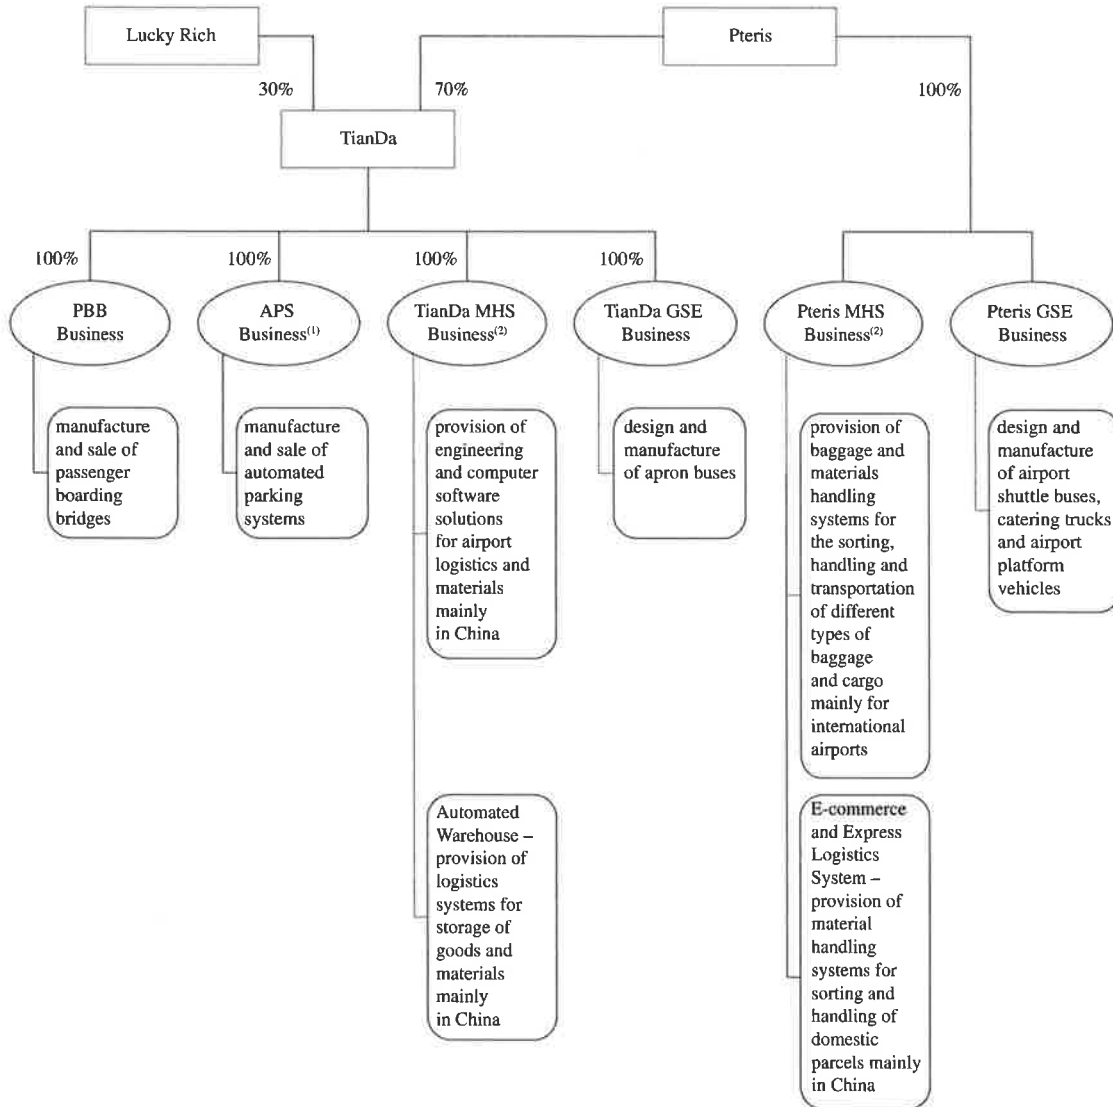 Lucky Rich
Pteris
30%
70%
100%
TianDa
100%
100%
100%
100%
PBB
Business
APS
Business(1)
TianDa MHS
Business(2)
TianDa GSE
Business
Pteris MHS
Business(2)
Pteris GSE
Business
manufacture
and sale of
passenger
boarding
bridges
manufacture
and sale of
automated
parking
systems
provision of
engineering
and computer
software
solutions
for airport
logistics and
materials
mainly
in China
design and
manufacture
of apron buses
provision of
baggage and
materials
handling
systems for
the sorting,
handling and
transportation
of different
types of
baggage
and cargo
mainly for
international
airports
design and
manufacture
of airport
shuttle buses,
catering trucks
and airport
platform
vehicles
Automated
Warehouse –
provision of
logistics
systems for
storage of
goods and
materials
mainly
in China
E-commerce
and Express
Logistics
System –
provision of
material
handling
systems for
sorting and
handling of
domestic
parcels mainly
in China